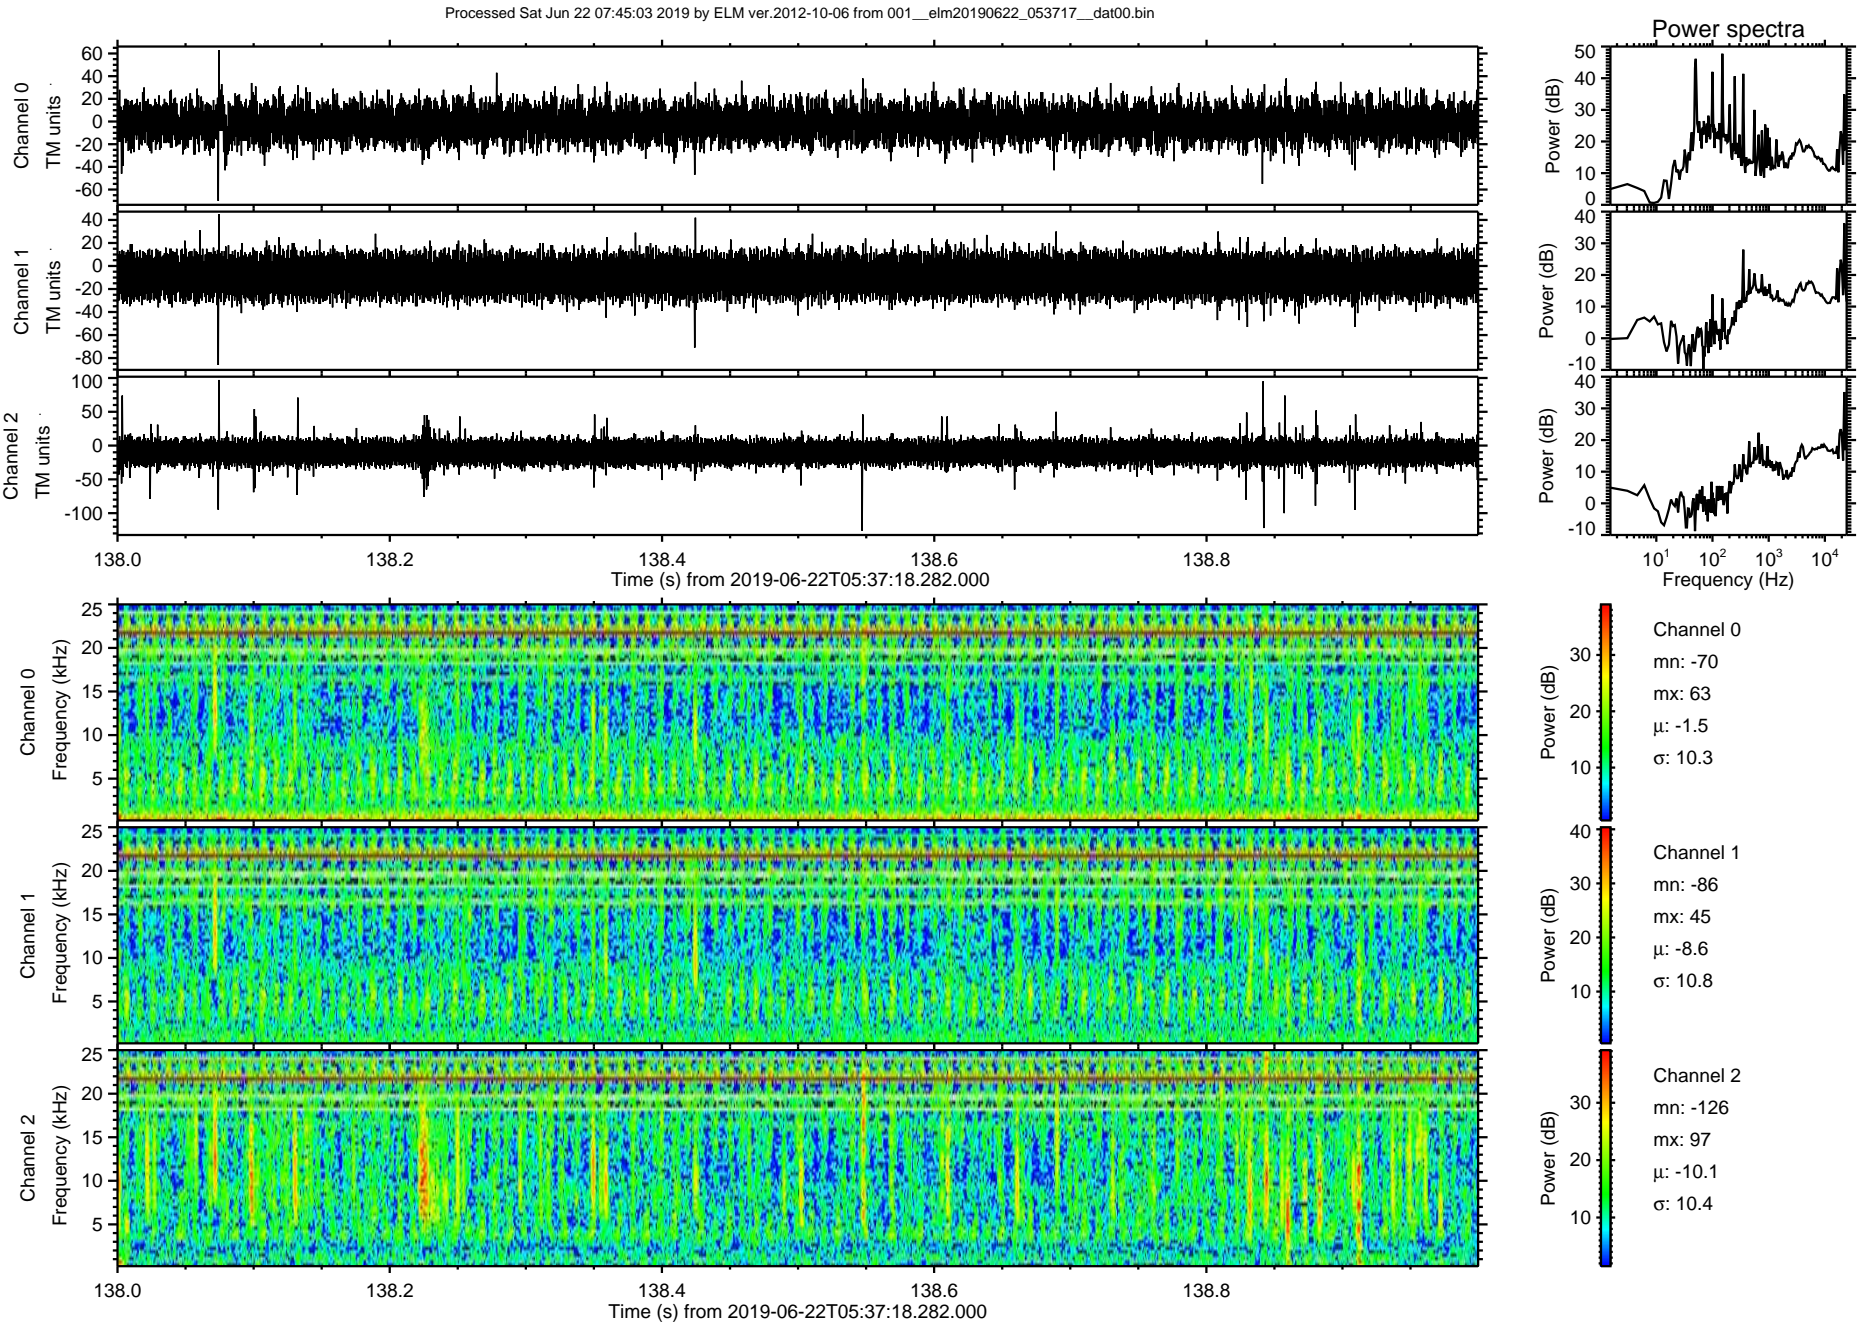 Processed Sat Jun 22 07:45:03 2019 by ELM ver.2012-10-06 from 001__elm20190622_053717__dat00.bin
Power spectra
Channel 0
TM units
60
40
20
0
-20
-40
-60
Power (dB)
50
40
30
20
10
0
Channel 1
TM units
40
20
0
-20
-40
-60
-80
Power (dB)
40
30
20
10
0
-10
Channel 2
TM units
100
50
0
-50
-100
Power (dB)
40
30
20
10
0
-10
138.0 138.2 138.4 138.6 138.8
Time (s) from 2019-06-22T05:37:18.282.000
10¹ 10² 10³ 10⁴
Frequency (Hz)
Channel 0
Frequency (kHz)
25
20
15
10
5
Power (dB)
30
20
10
Channel 0
mn: -70
mx: 63
μ: -1.5
σ: 10.3
Channel 1
Frequency (kHz)
25
20
15
10
5
Power (dB)
40
30
20
10
Channel 1
mn: -86
mx: 45
μ: -8.6
σ: 10.8
Channel 2
Frequency (kHz)
25
20
15
10
5
Power (dB)
30
20
10
Channel 2
mn: -126
mx: 97
μ: -10.1
σ: 10.4
138.0 138.2 138.4 138.6 138.8
Time (s) from 2019-06-22T05:37:18.282.000